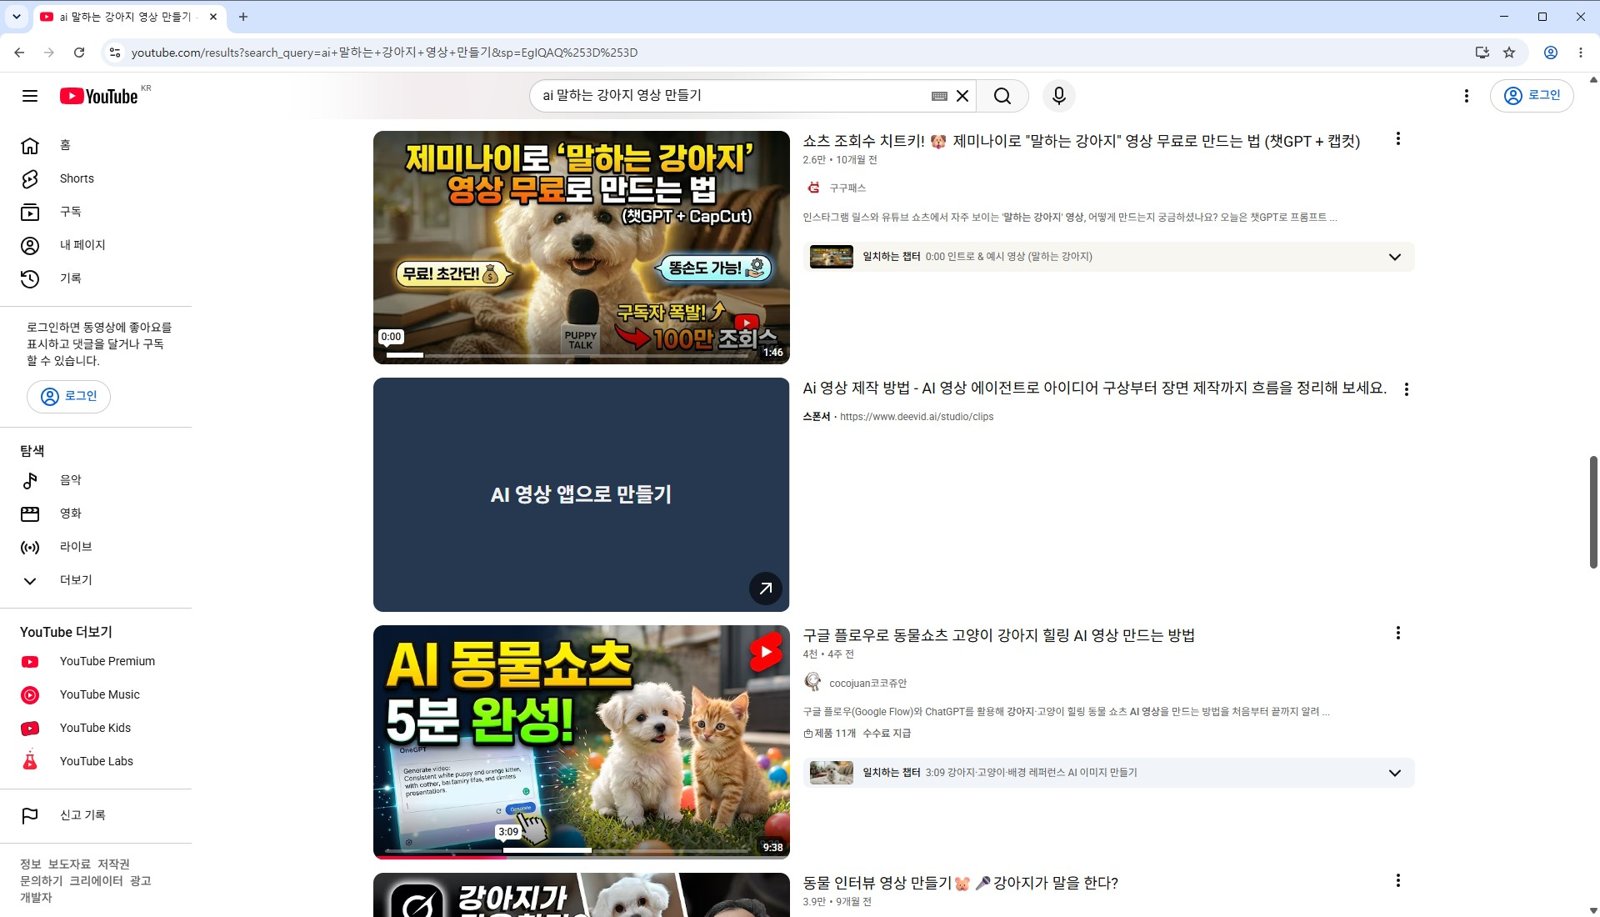 ai 말하는 강아지 영상 만들기
youtube.com/results?search_query=ai+말하는+강아지+영상+만들기&sp=EgIQAQ%253D%253D
YouTube KR
ai 말하는 강아지 영상 만들기
로그인
홈
Shorts
구독
내 페이지
기록
로그인하면 동영상에 좋아요를
표시하고 댓글을 달거나 구독
할 수 있습니다.
로그인
탐색
음악
영화
라이브
더보기
YouTube 더보기
YouTube Premium
YouTube Music
YouTube Kids
YouTube Labs
신고 기록
정보 보도자료 저작권
문의하기 크리에이터 광고
개발자
제미나이로 ‘말하는 강아지’
영상 무료로 만드는 법
(챗GPT + CapCut)
무료! 초간단!
똥손도 가능!
구독자 폭발!
100만 조회수
PUPPY
TALK
0:00
1:46
쇼츠 조회수 치트키! 🐶 제미나이로 "말하는 강아지" 영상 무료로 만드는 법 (챗GPT + 캡컷)
2.6만 • 10개월 전
구구패스
인스타그램 릴스와 유튜브 쇼츠에서 자주 보이는 '말하는 강아지' 영상, 어떻게 만드는지 궁금하셨나요? 오늘은 챗GPT로 프롬프트 ...
일치하는 챕터 0:00 인트로 & 예시 영상 (말하는 강아지)
AI 영상 앱으로 만들기
Ai 영상 제작 방법 - AI 영상 에이전트로 아이디어 구상부터 장면 제작까지 흐름을 정리해 보세요.
스폰서 · https://www.deevid.ai/studio/clips
AI 동물쇼츠
5분 완성!
OneGPT
Generate video:
Consistent white puppy and orange kitten,
presentations.
Generate
3:09
9:38
구글 플로우로 동물쇼츠 고양이 강아지 힐링 AI 영상 만드는 방법
4천 • 4주 전
cocojuan코코쥬안
구글 플로우(Google Flow)와 ChatGPT를 활용해 강아지·고양이 힐링 동물 쇼츠 AI 영상을 만드는 방법을 처음부터 끝까지 알려 ...
제품 11개 수수료 지급
일치하는 챕터 3:09 강아지·고양이·배경 레퍼런스 AI 이미지 만들기
강아지가
동물 인터뷰 영상 만들기🐹 🎤강아지가 말을 한다?
3.9만 • 9개월 전